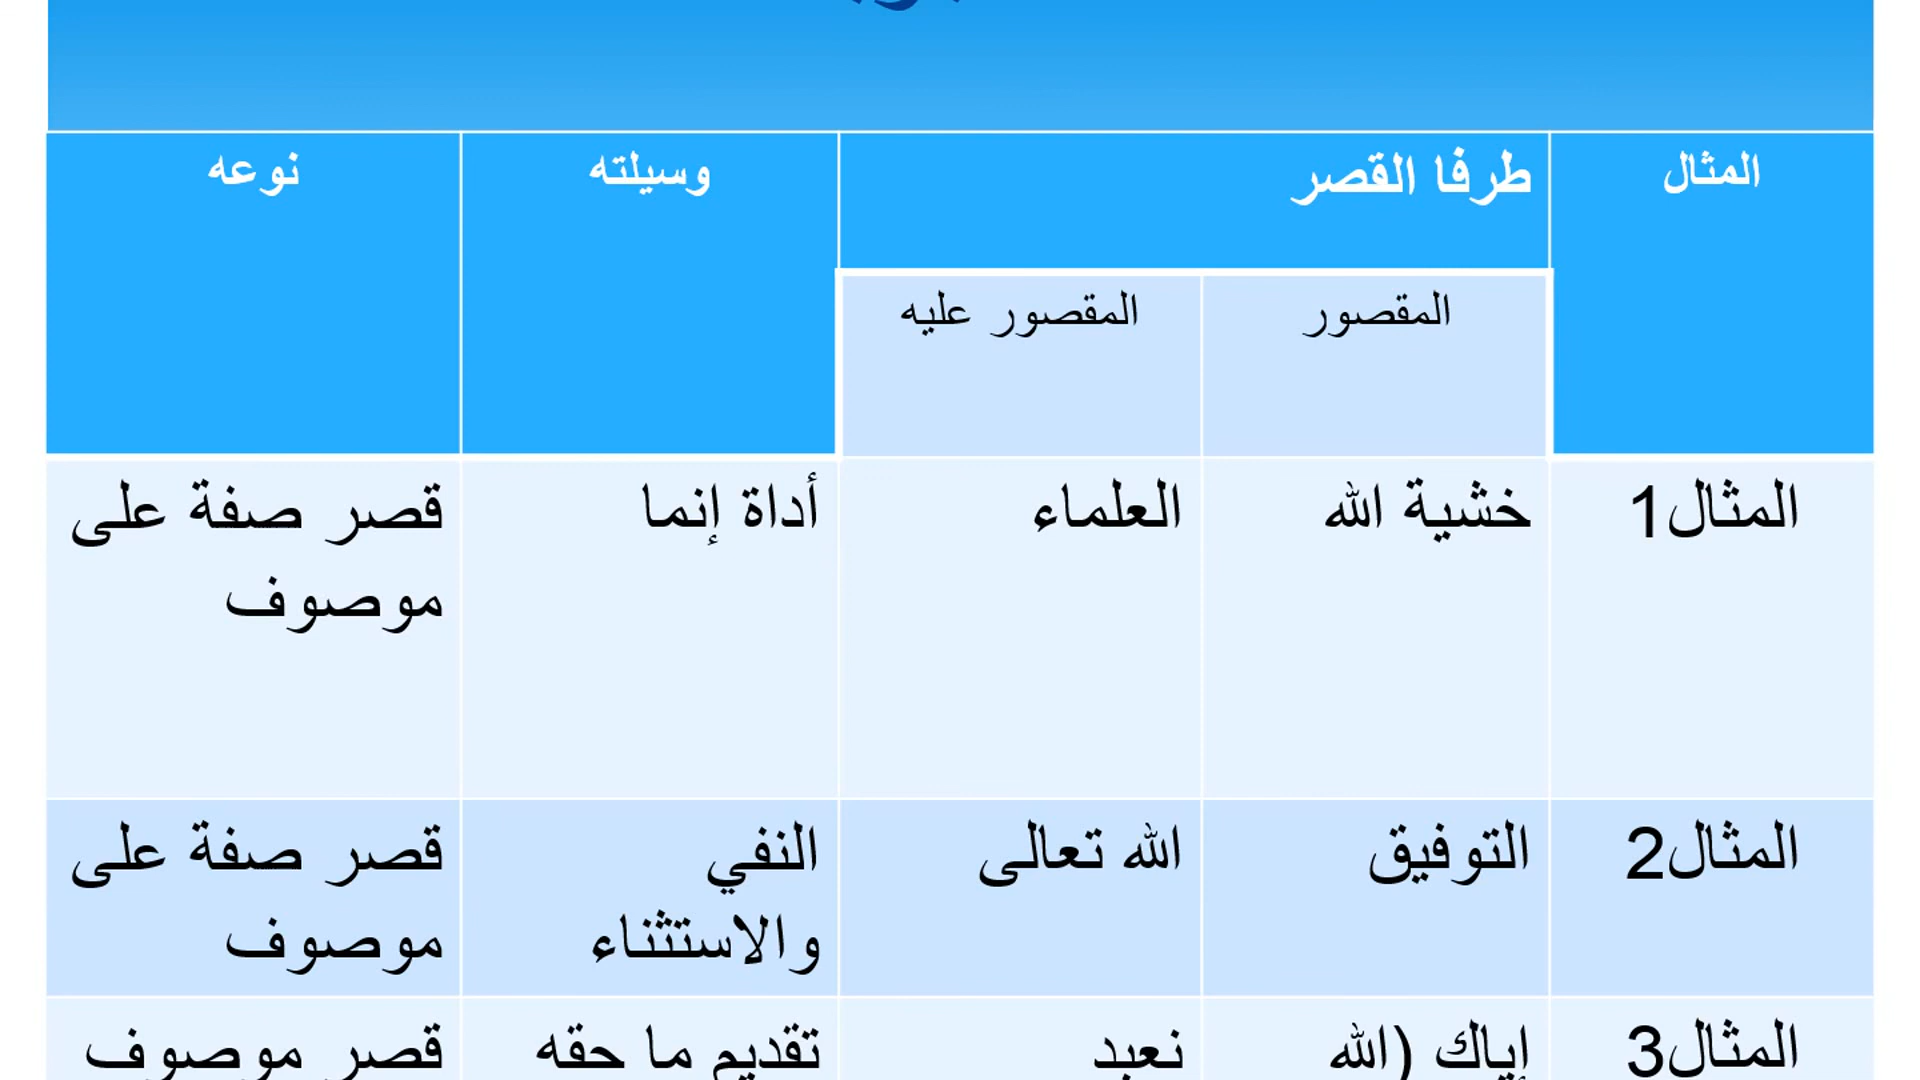 المثال
طرفا القصر
وسيلته
نوعه
المقصور
المقصور عليه
المثال1
خشية الله
العلماء
أداة إنما
قصر صفة على
موصوف
المثال2
التوفيق
الله تعالى
النفي
والاستثناء
قصر صفة على
موصوف
المثال3
إياك (الله
نعبد
تقديم ما حقه
قصر موصوف